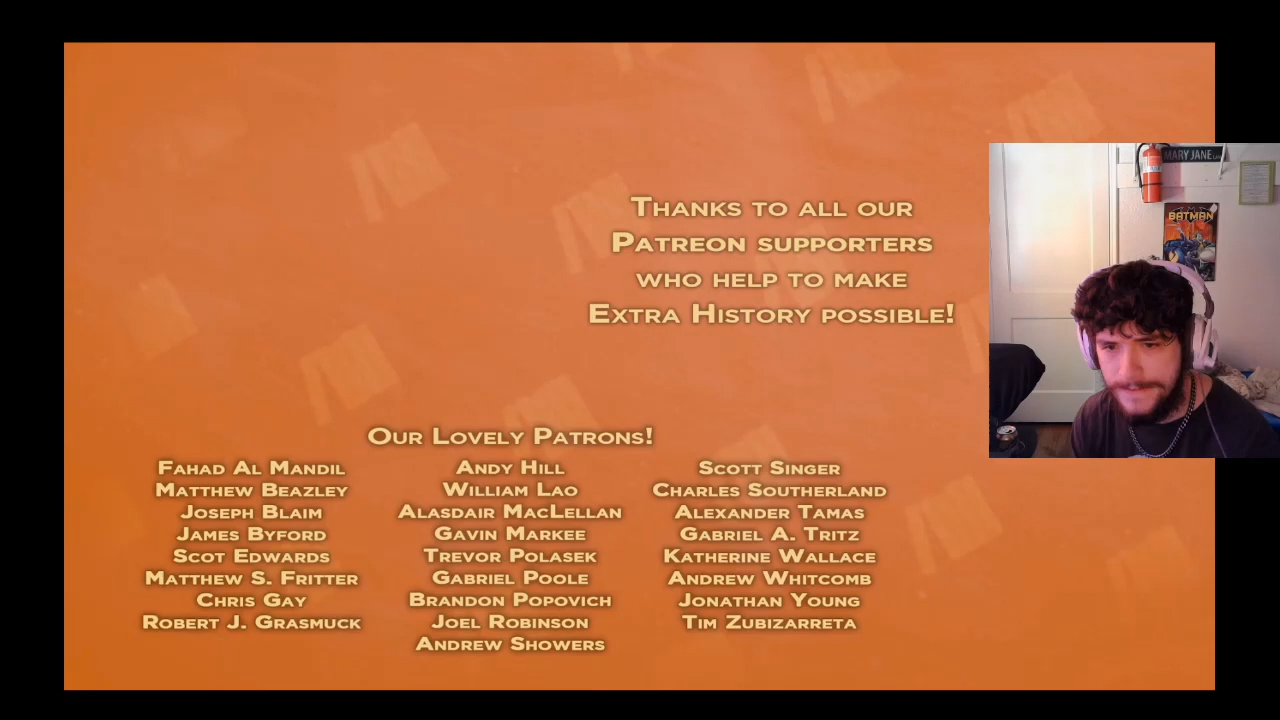 Thanks to all our
Patreon supporters
who help to make
Extra History possible!
MARY JANE
BATMAN
Our Lovely Patrons!
Fahad Al Mandil
Matthew Beazley
Joseph Blaim
James Byford
Scot Edwards
Matthew S. Fritter
Chris Gay
Robert J. Grasmuck
Andy Hill
William Lao
Alasdair MacLellan
Gavin Markee
Trevor Polasek
Gabriel Poole
Brandon Popovich
Joel Robinson
Andrew Showers
Scott Singer
Charles Southerland
Alexander Tamas
Gabriel A. Tritz
Katherine Wallace
Andrew Whitcomb
Jonathan Young
Tim Zubizarreta